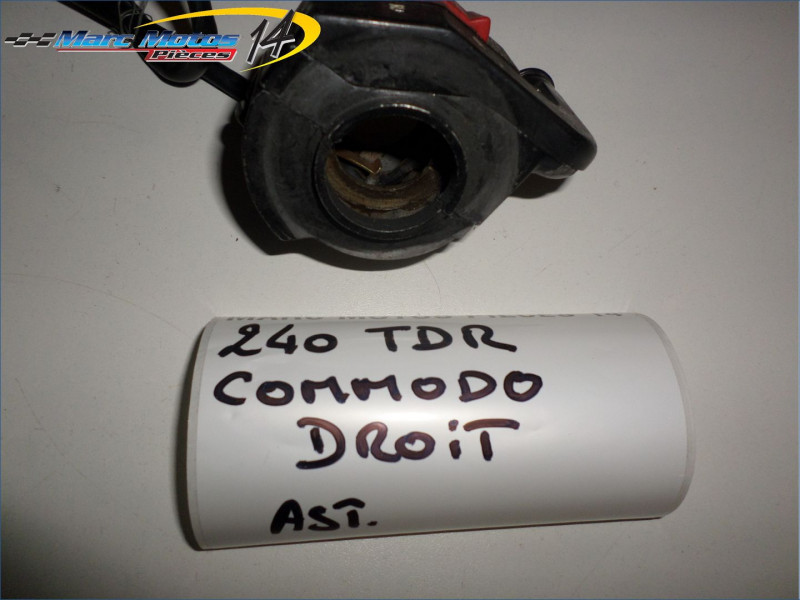 Marc Motos 14
Pièces
240 TDR
COMMODO
DROIT
AST.